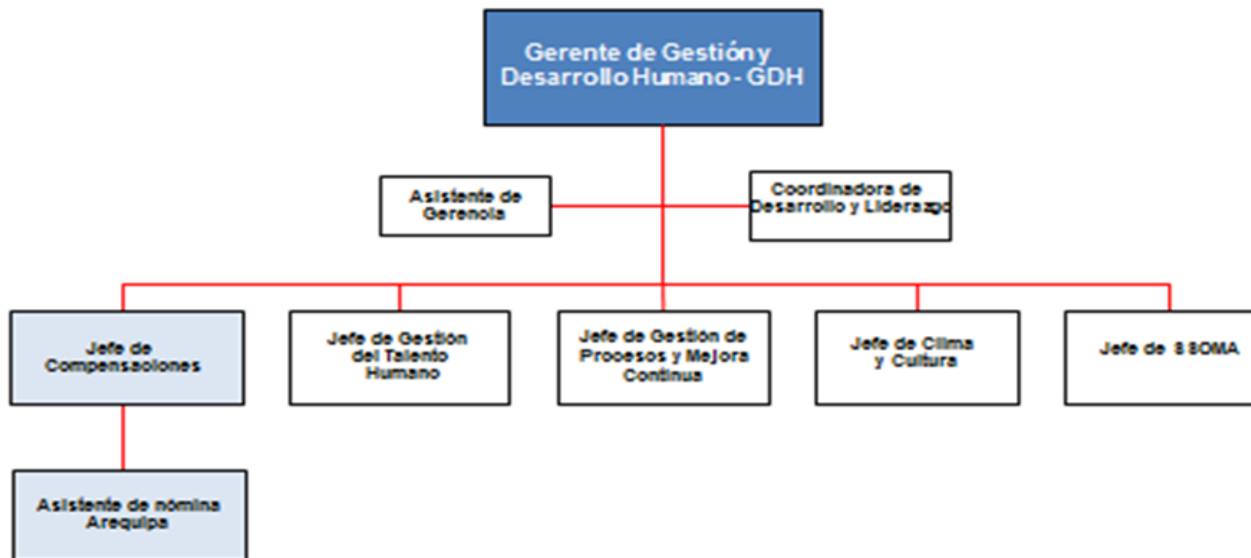 Gerente de Gestión y
Desarrollo Humano - GDH
Asistente de
Gerencia
Coordinadora de
Desarrollo y Liderazgo
Jefe de
Compensaciones
Jefe de Gestión
del Talento
Humano
Jefe de Gestión de
Procesos y Mejora
Continua
Jefe de Clima
y Cultura
Jefe de SSOMA
Asistente de nómina
Arequipa